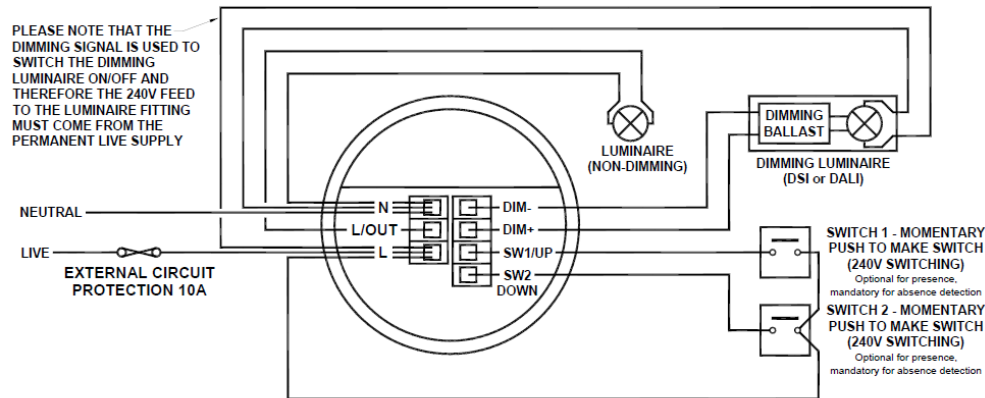 PLEASE NOTE THAT THE
DIMMING SIGNAL IS USED TO
SWITCH THE DIMMING
LUMINAIRE ON/OFF AND
THEREFORE THE 240V FEED
TO THE LUMINAIRE FITTING
MUST COME FROM THE
PERMANENT LIVE SUPPLY
LUMINAIRE
(NON-DIMMING)
DIMMING
BALLAST
DIMMING LUMINAIRE
(DSI or DALI)
NEUTRAL
LIVE
EXTERNAL CIRCUIT
PROTECTION 10A
N
L/OUT
L
DIM-
DIM+
SW1/UP
SW2
DOWN
SWITCH 1 - MOMENTARY
PUSH TO MAKE SWITCH
(240V SWITCHING)
Optional for presence,
mandatory for absence detection
SWITCH 2 - MOMENTARY
PUSH TO MAKE SWITCH
(240V SWITCHING)
Optional for presence,
mandatory for absence detection